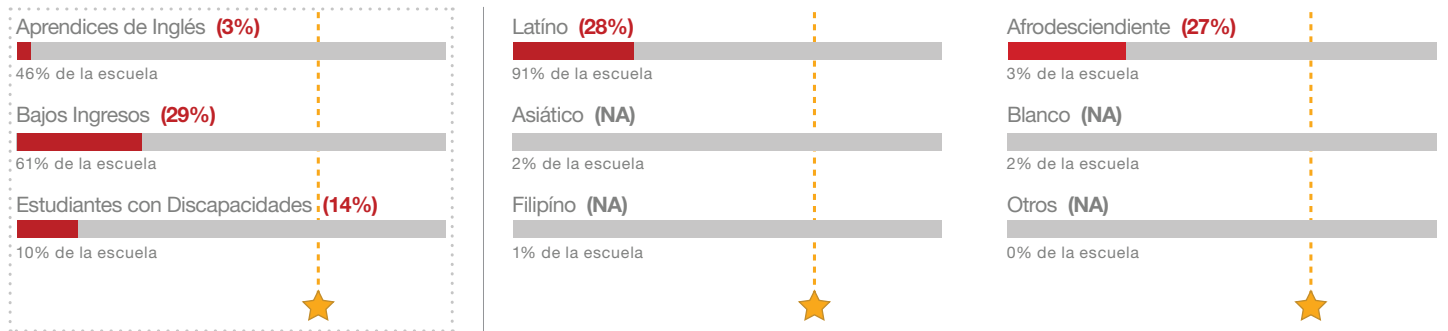 Aprendices de Inglés (3%)
46% de la escuela
Bajos Ingresos (29%)
61% de la escuela
Estudiantes con Discapacidades (14%)
10% de la escuela
Latíno (28%)
91% de la escuela
Asiático (NA)
2% de la escuela
Filipíno (NA)
1% de la escuela
Afrodesciendiente (27%)
3% de la escuela
Blanco (NA)
2% de la escuela
Otros (NA)
0% de la escuela